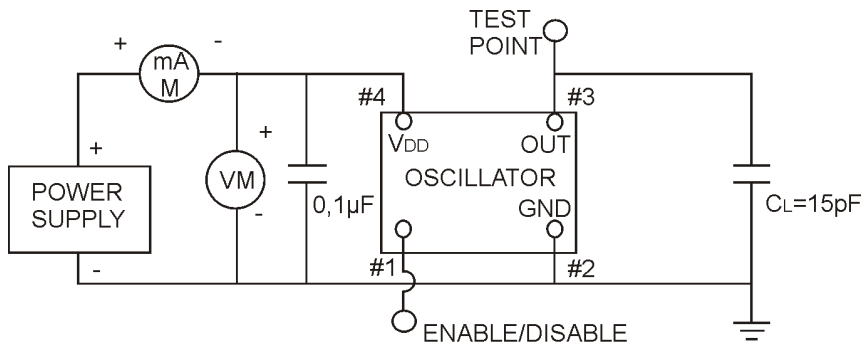 TEST
POINT
+
-
mA
M
#4
#3
+
VDD
OUT
+
POWER
SUPPLY
VM
0,1µF
OSCILLATOR
CL=15pF
-
GND
-
#1
#2
ENABLE/DISABLE